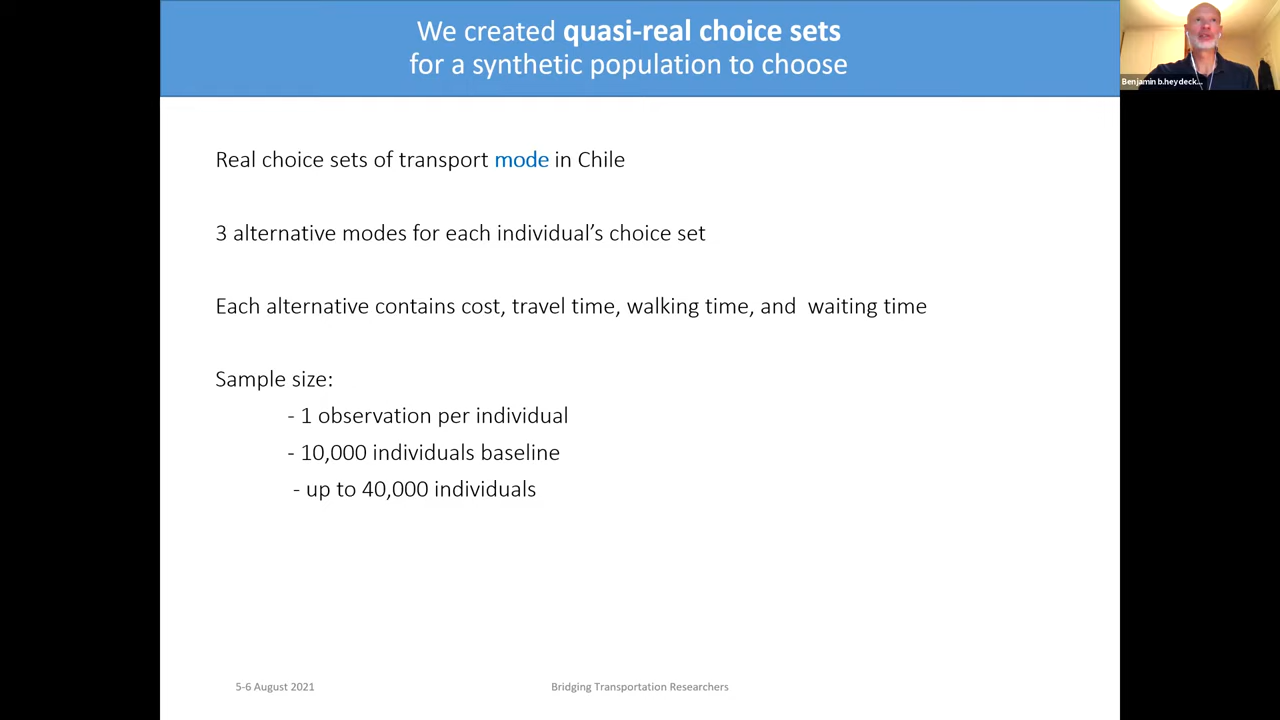 We created quasi-real choice sets
for a synthetic population to choose
Benjamin b.heydeck...
Real choice sets of transport mode in Chile
3 alternative modes for each individual’s choice set
Each alternative contains cost, travel time, walking time, and waiting time
Sample size:
- 1 observation per individual
- 10,000 individuals baseline
- up to 40,000 individuals
5-6 August 2021
Bridging Transportation Researchers